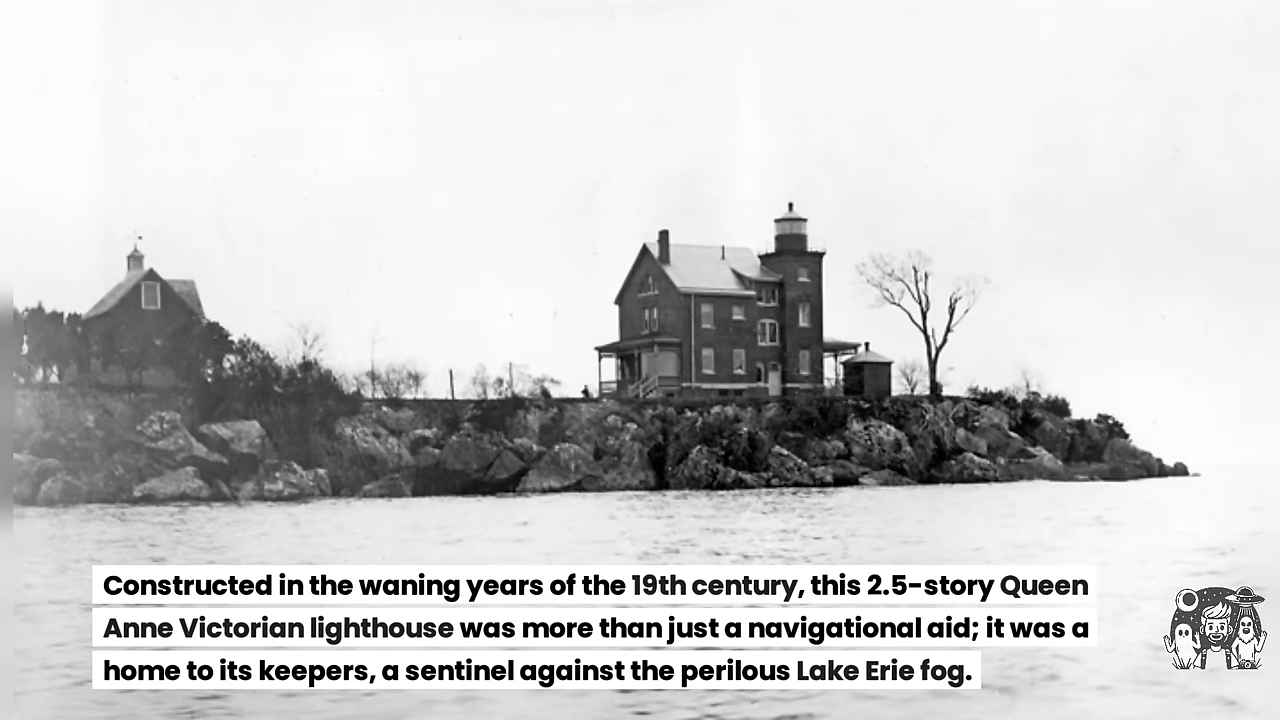 Constructed in the waning years of the 19th century, this 2.5-story Queen
Anne Victorian lighthouse was more than just a navigational aid; it was a
home to its keepers, a sentinel against the perilous Lake Erie fog.